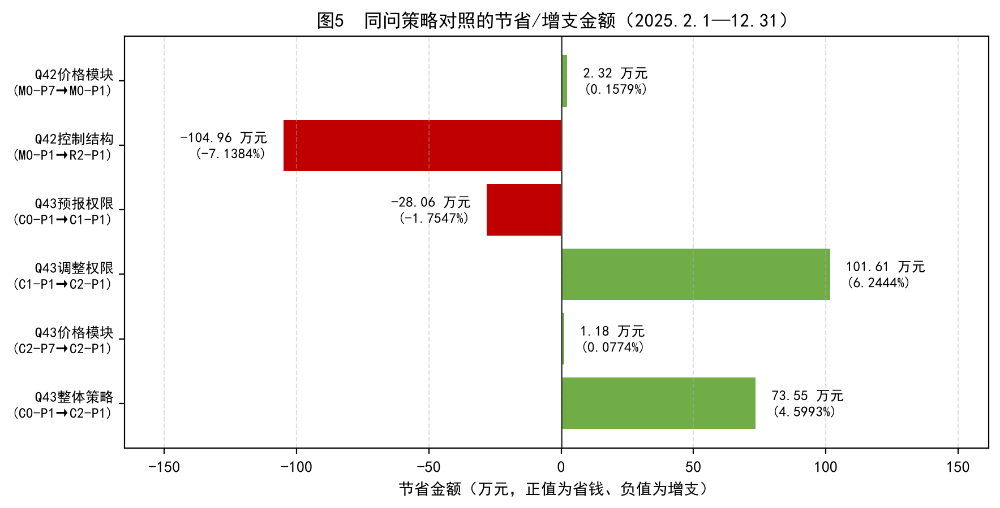 图5　同问策略对照的节省/增支金额（2025.2.1—12.31）
Q42价格模块
(M0-P7→M0-P1)
2.32 万元
(0.1579%)
Q42控制结构
(M0-P1→R2-P1)
-104.96 万元
(-7.1384%)
Q43预报权限
(C0-P1→C1-P1)
-28.06 万元
(-1.7547%)
Q43调整权限
(C1-P1→C2-P1)
101.61 万元
(6.2444%)
Q43价格模块
(C2-P7→C2-P1)
1.18 万元
(0.0774%)
Q43整体策略
(C0-P1→C2-P1)
73.55 万元
(4.5993%)
-150 -100 -50 0 50 100 150
节省金额（万元，正值为省钱、负值为增支）